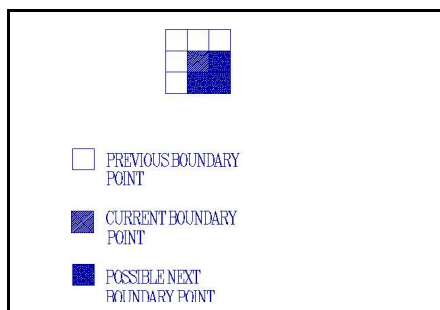 PREVIOUS BOUNDARY
POINT
CURRENT BOUNDARY
POINT
POSSIBLE NEXT
BOUNDARY POINT